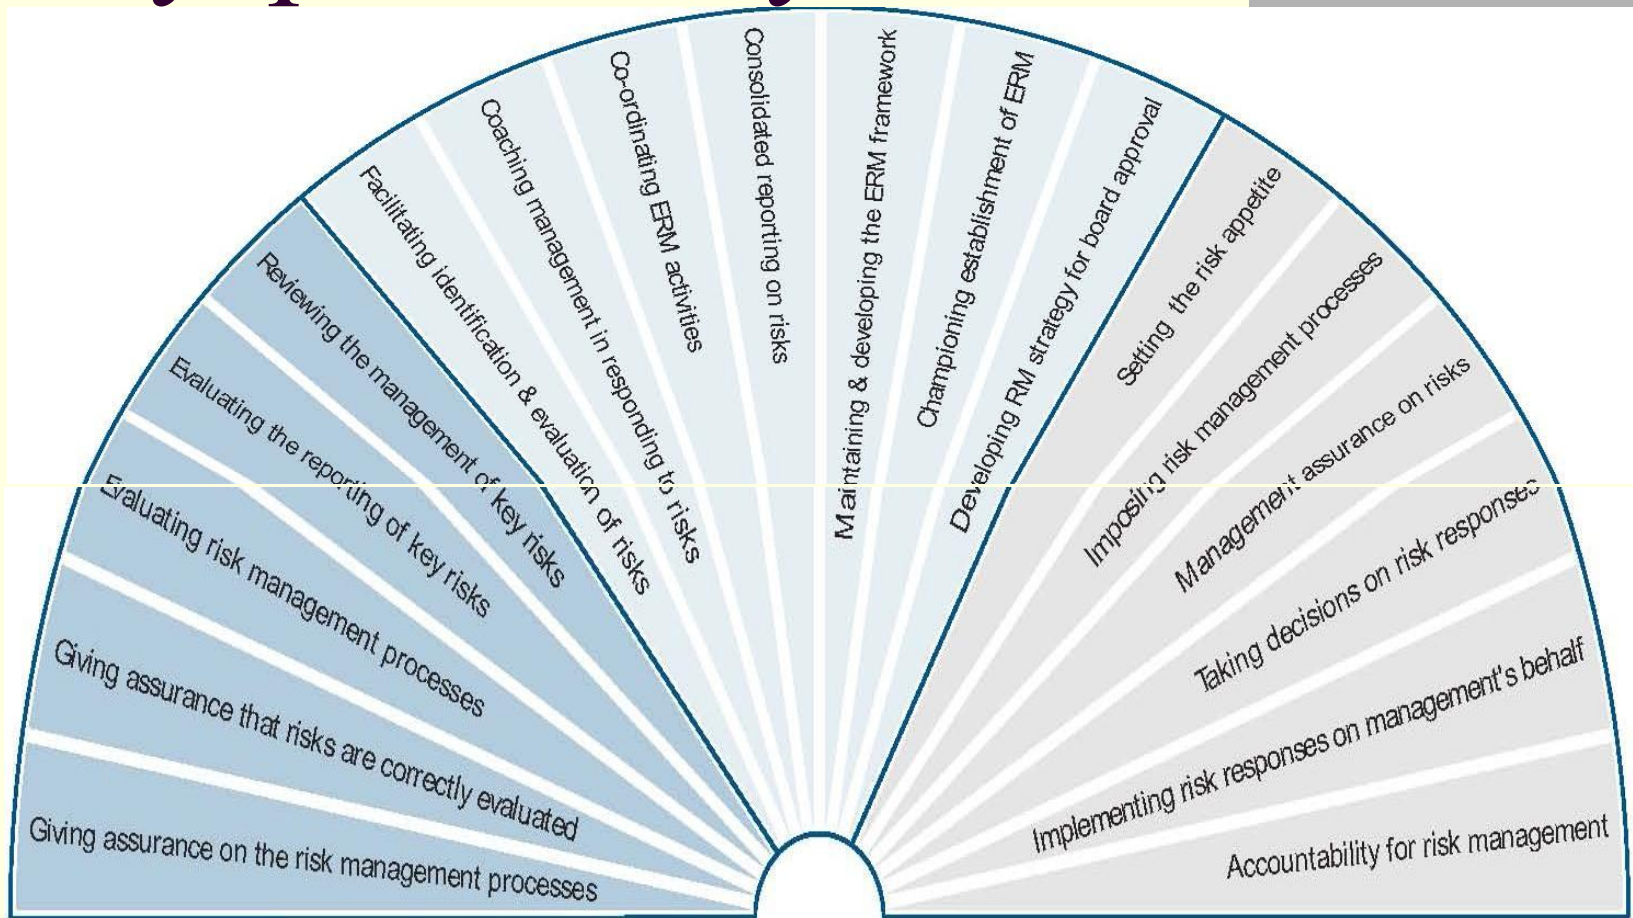 Giving assurance on the risk management processes
Giving assurance that risks are correctly evaluated
Evaluating risk management processes
Evaluating the reporting of key risks
Reviewing the management of key risks
Facilitating identification & evaluation of risks
Coaching management in responding to risks
Co-ordinating ERM activities
Consolidated reporting on risks
Maintaining & developing the ERM framework
Championing establishment of ERM
Developing RM strategy for board approval
Setting the risk appetite
Imposing risk management processes
Management assurance on risks
Taking decisions on risk responses
Implementing risk responses on management's behalf
Accountability for risk management